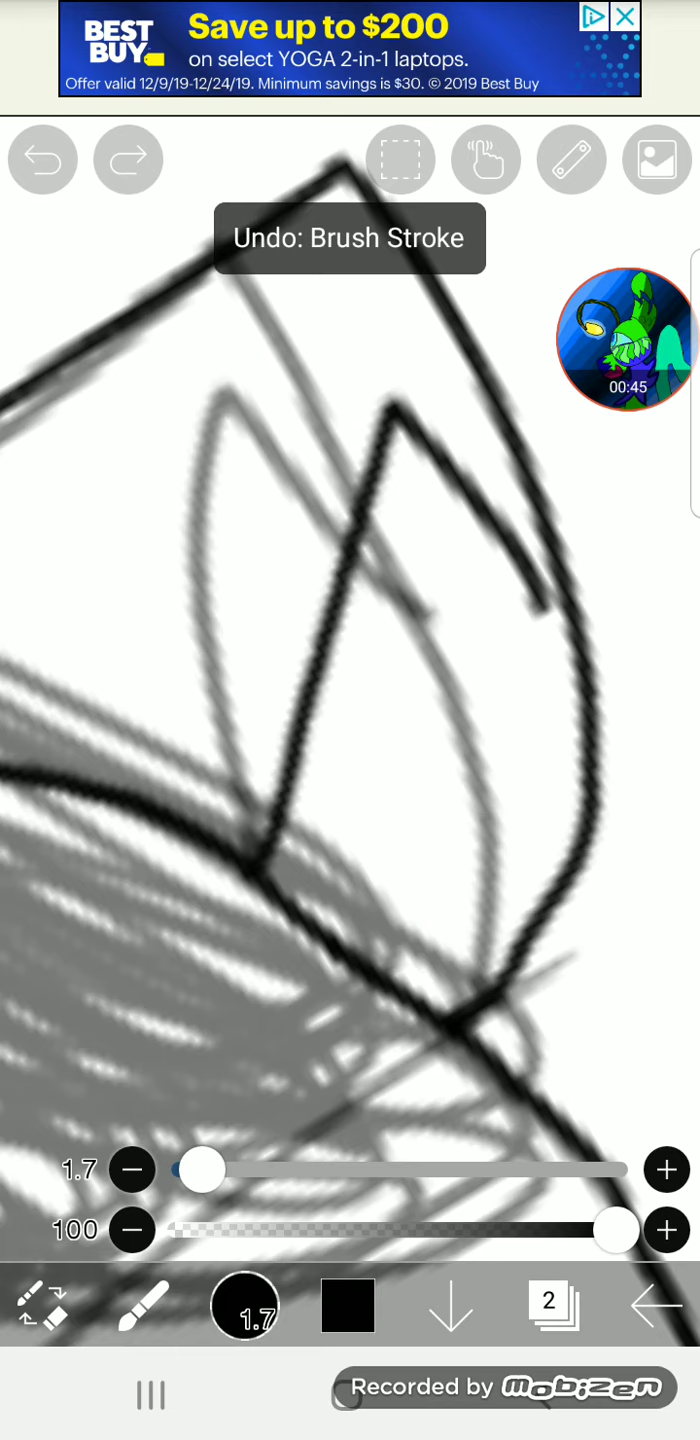 BEST
BUY
Save up to $200
on select YOGA 2-in-1 laptops.
Offer valid 12/9/19-12/24/19. Minimum savings is $30. © 2019 Best Buy
Undo: Brush Stroke
00:45
1.7
100
1.7
2
Recorded by mobizen